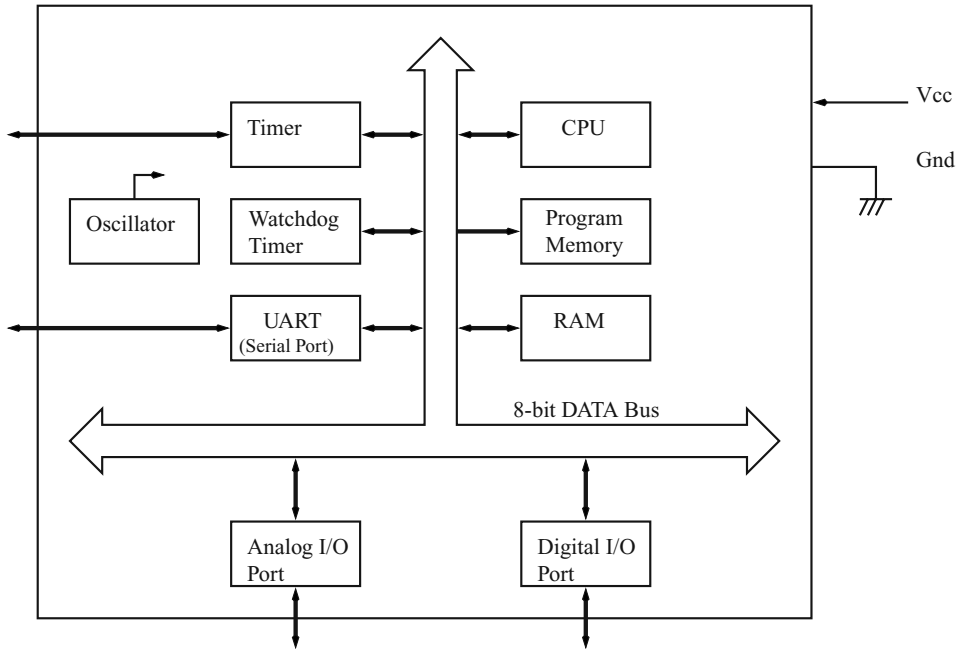 Timer
CPU
Vcc
Gnd
Oscillator
Watchdog
Timer
Program
Memory
UART
(Serial Port)
RAM
8-bit DATA Bus
Analog I/O
Port
Digital I/O
Port